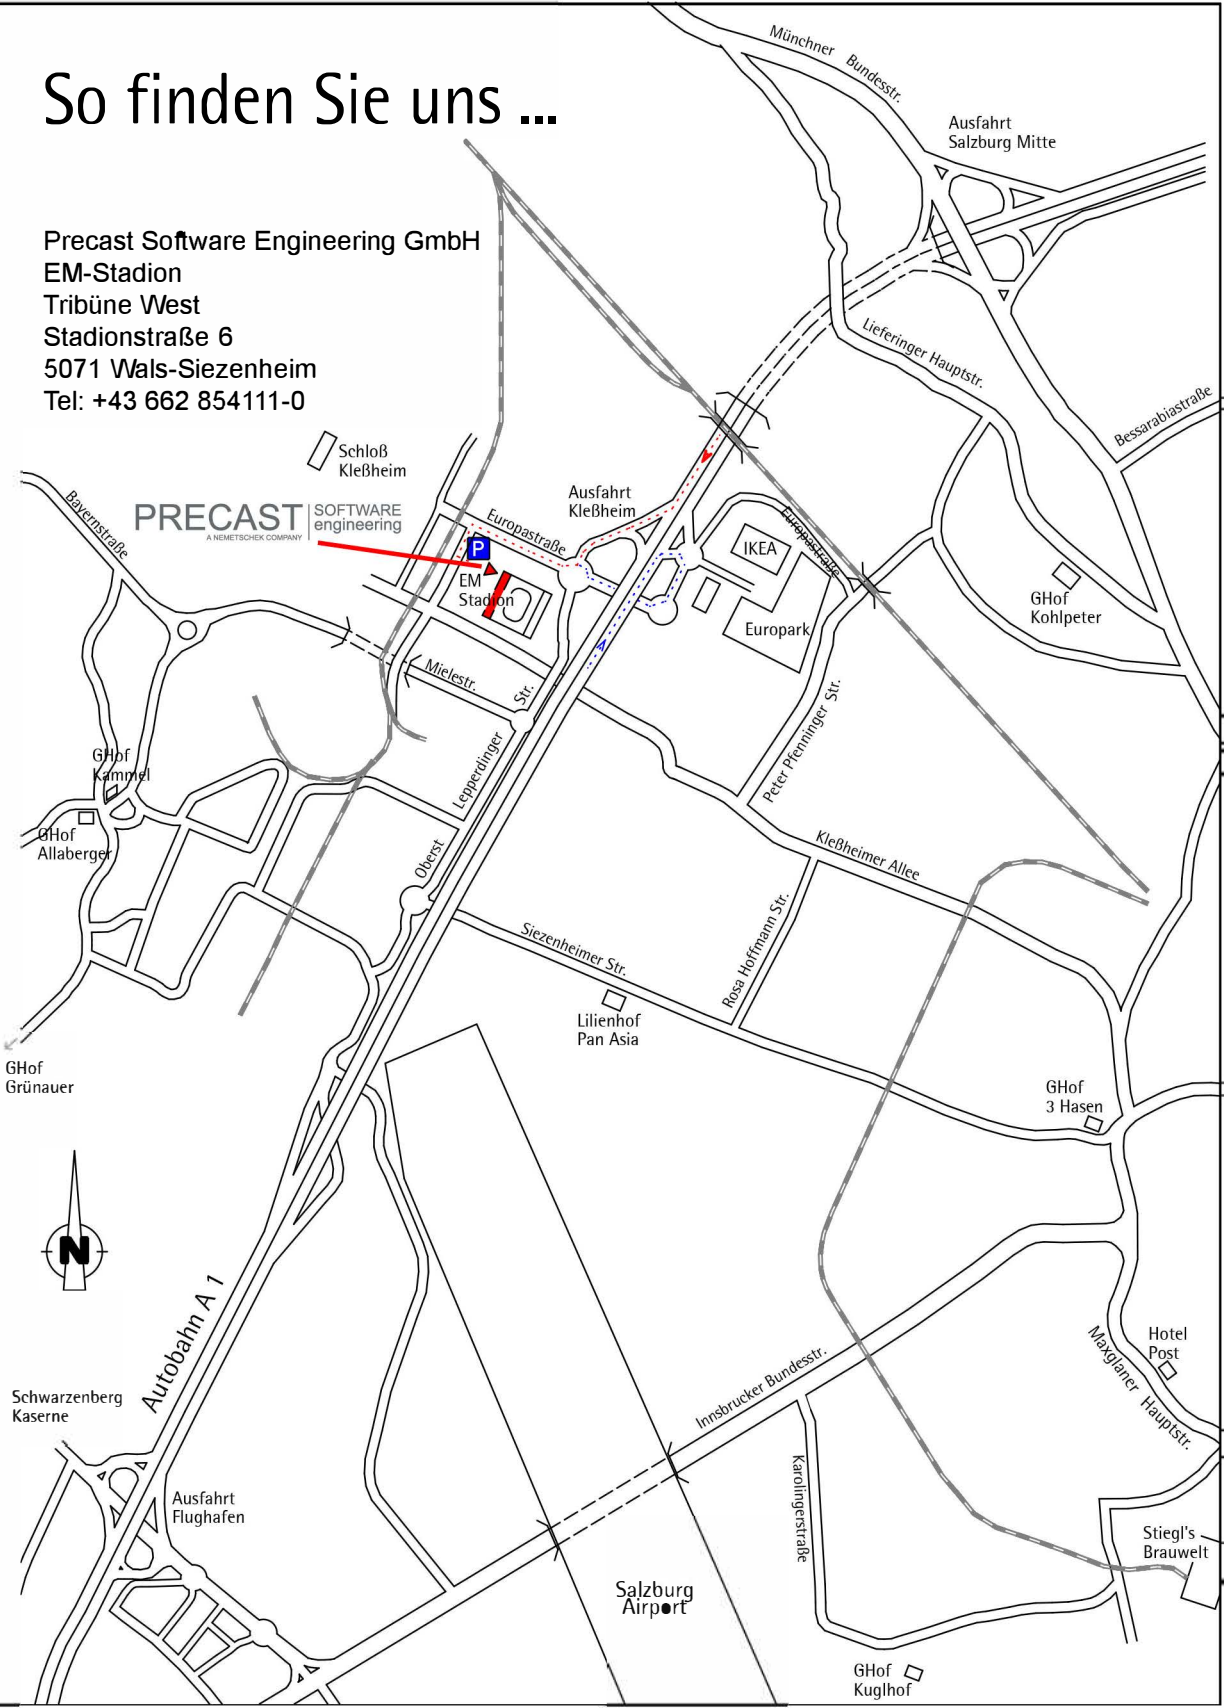 So finden Sie uns ...
Münchner Bundesstr.
Ausfahrt
Salzburg Mitte
Precast Software Engineering GmbH
EM-Stadion
Tribüne West
Stadionstraße 6
5071 Wals-Siezenheim
Tel: +43 662 854111-0
Lieferinger Hauptstr.
Bessarabiastraße
Schloß
Kleßheim
Bayernstraße
PRECAST
A NEMETSCHEK COMPANY
SOFTWARE
engineering
Ausfahrt
Kleßheim
Europastraße
P
EM
Stadion
IKEA
Europastraße
Europark
GHof
Kohlpeter
Mielestr.
Oberst Lepperdinger Str.
Peter Pfenninger Str.
GHof
Kammel
GHof
Allaberger
Kleßheimer Allee
Siezenheimer Str.
Rosa Hoffmann Str.
Lilienhof
Pan Asia
GHof
Grünauer
GHof
3 Hasen
N
Autobahn A 1
Innsbrucker Bundesstr.
Maxglaner Hauptstr.
Hotel
Post
Schwarzenberg
Kaserne
Karolingerstraße
Ausfahrt
Flughafen
Stiegl's
Brauwelt
Salzburg
Airport
GHof
Kuglhof